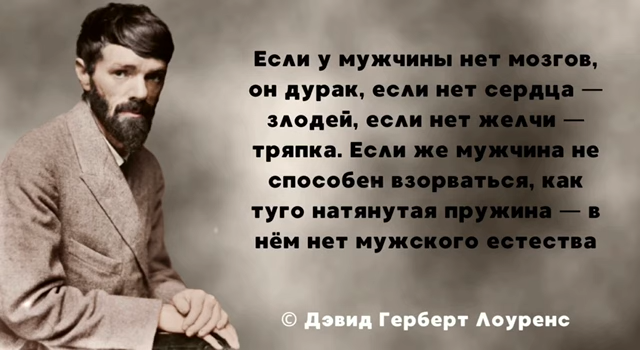 Если у мужчины нет мозгов,
он дурак, если нет сердца —
злодей, если нет желчи —
тряпка. Если же мужчина не
способен взорваться, как
туго натянутая пружина — в
нём нет мужского естества
© Дэвид Герберт Лоуренс